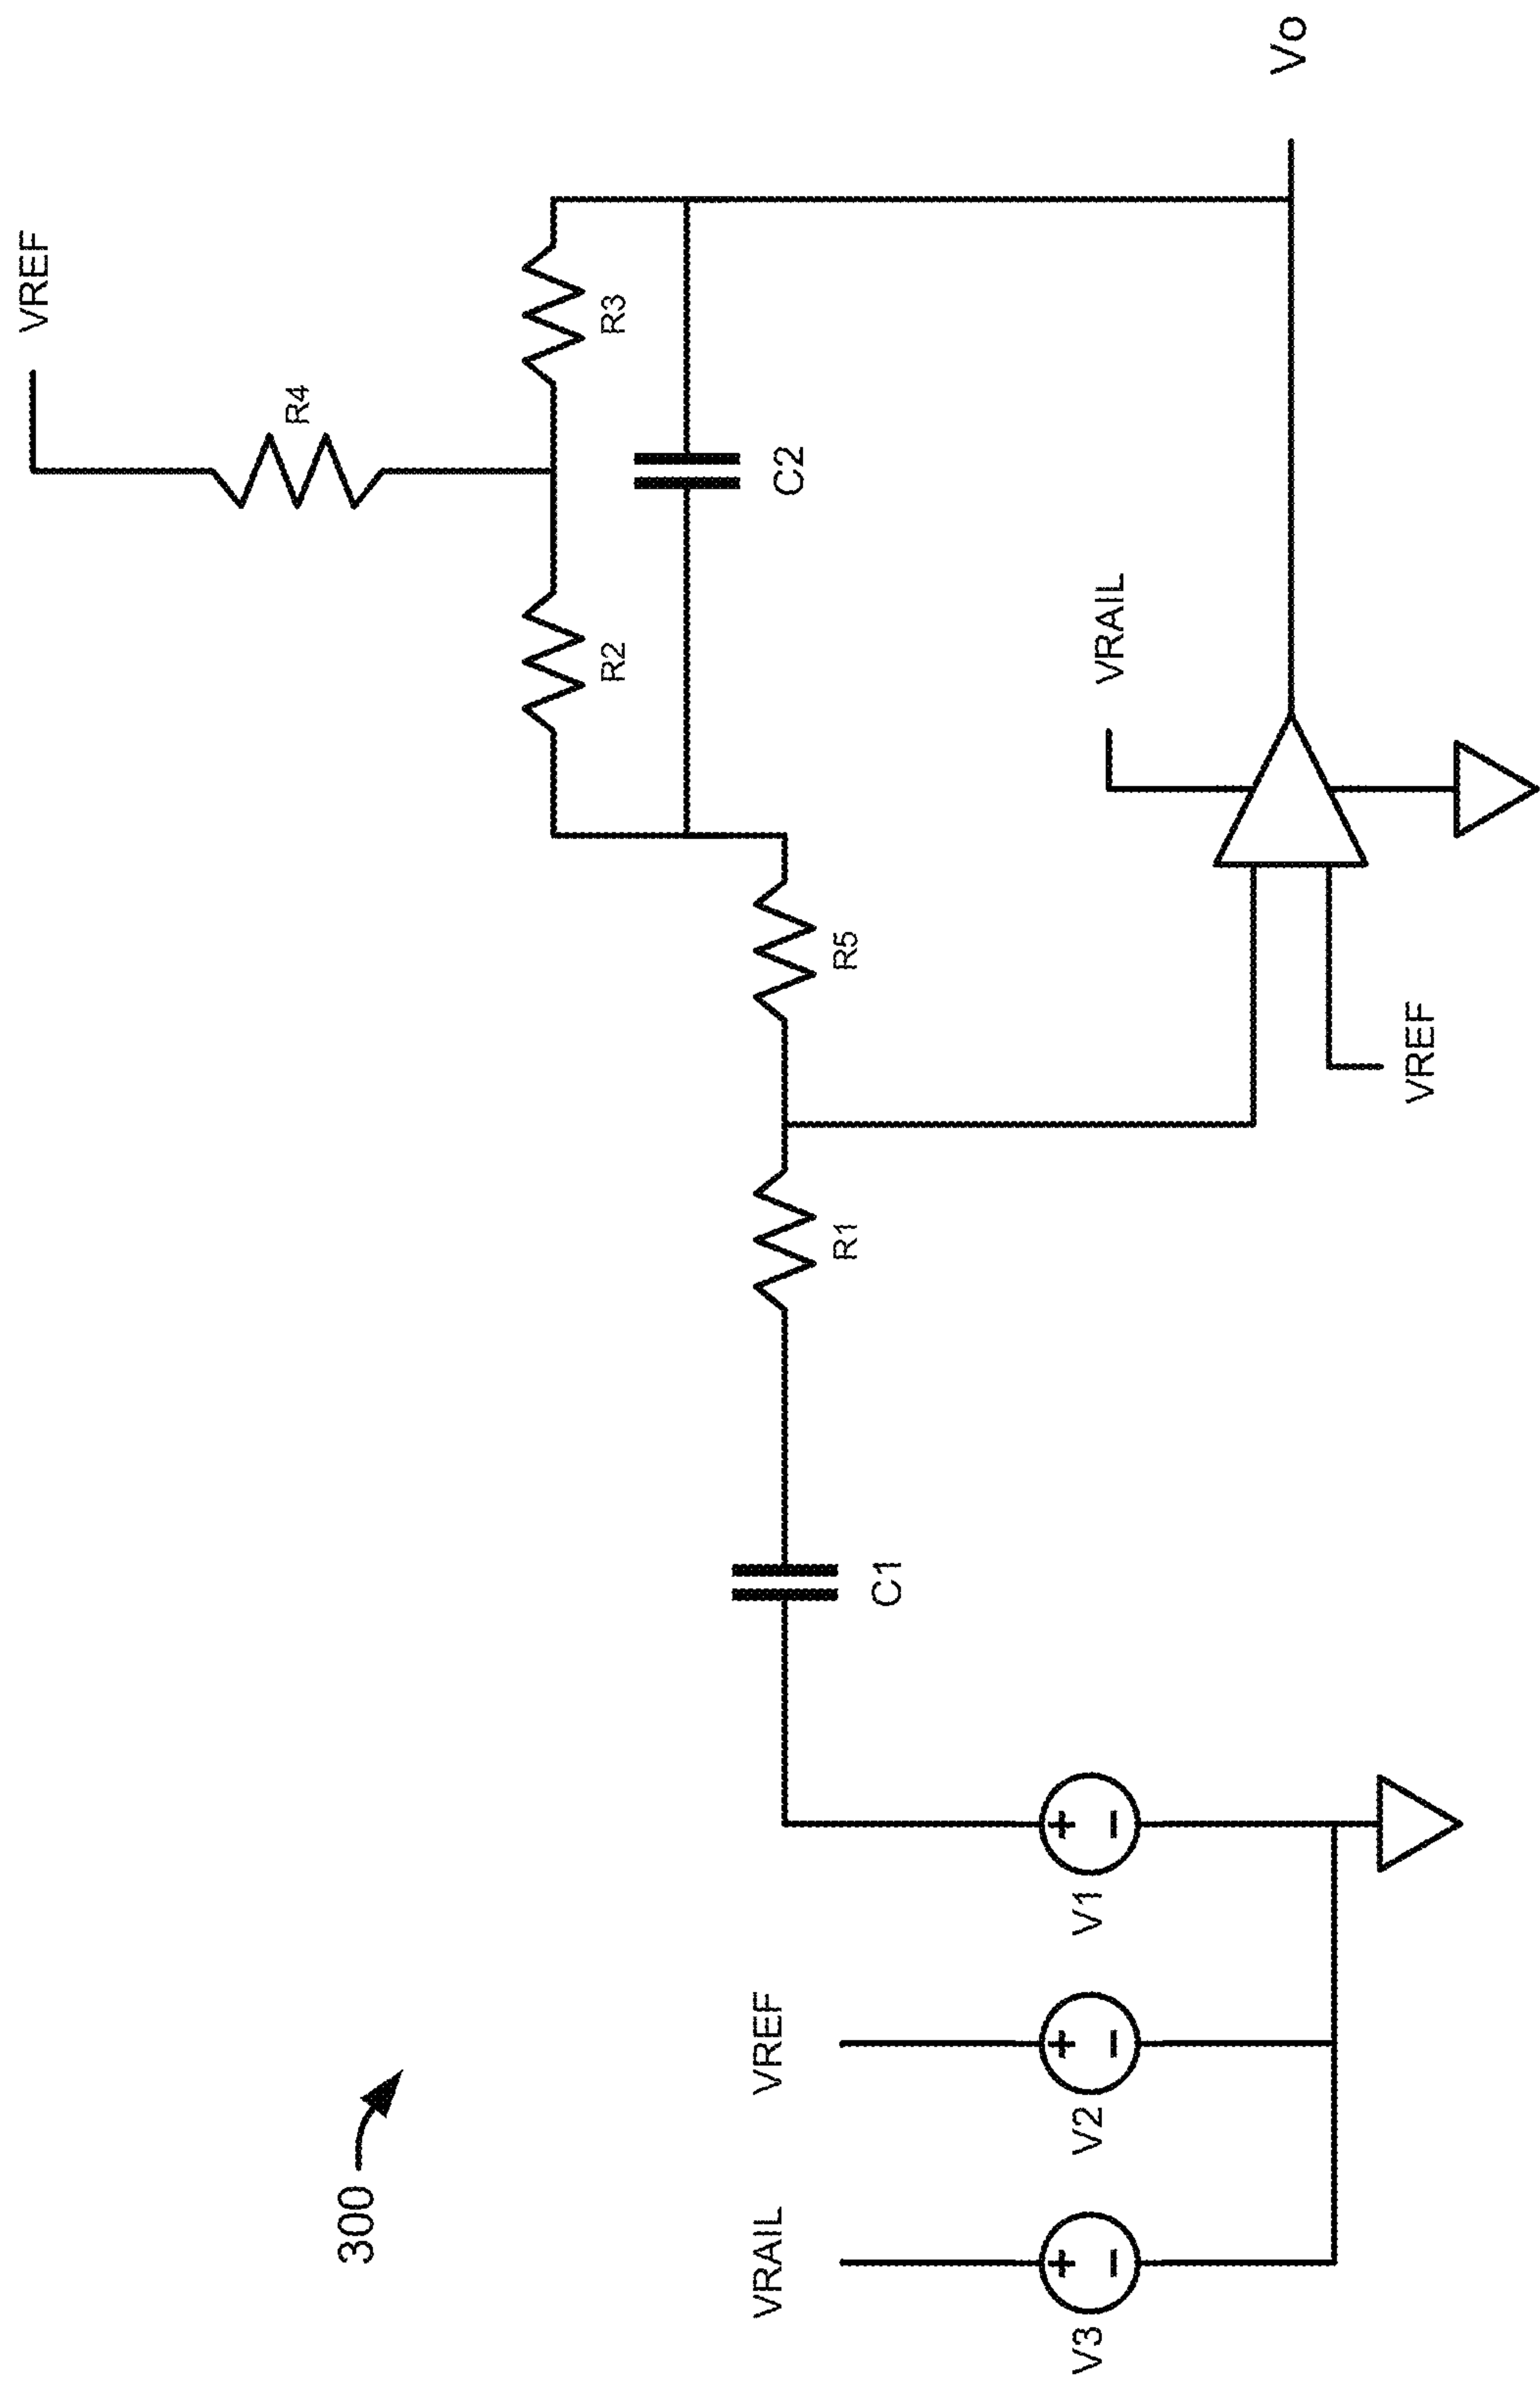 VREF
R4
R2
R3
C2
Vo
R5
R1
C1
VRAIL
VREF
300
VRAIL
VREF
V3
+
−
V2
+
−
V1
+
−